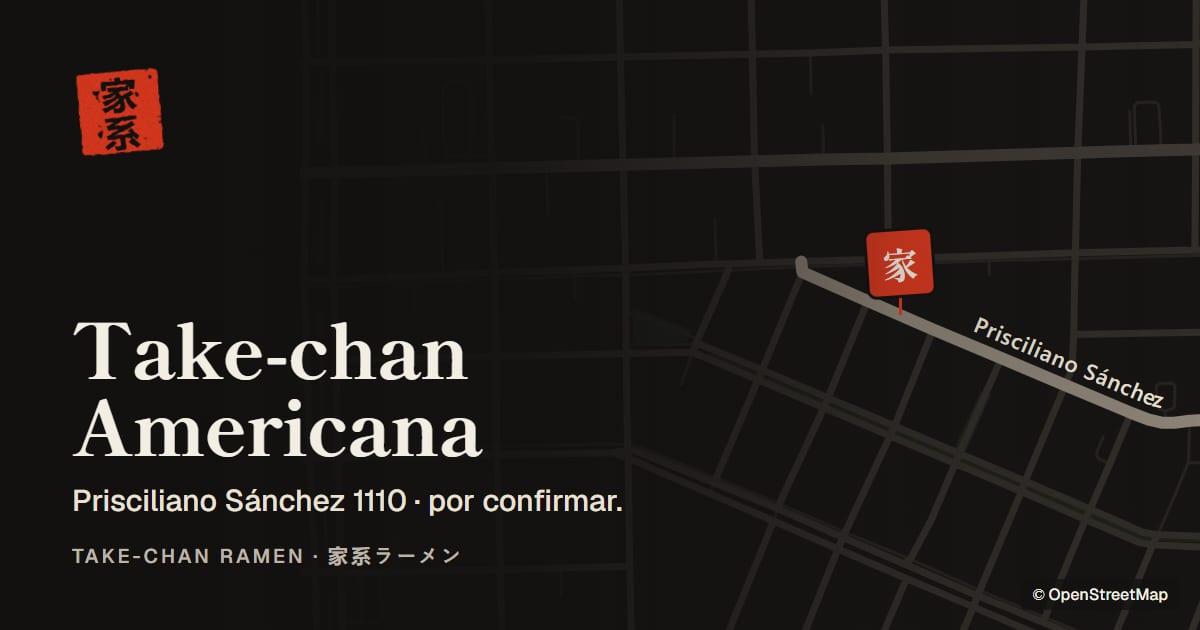 家
系
家
Prisciliano Sánchez
Take-chan
Americana
Prisciliano Sánchez 1110 · por confirmar.
TAKE-CHAN RAMEN · 家系ラーメン
© OpenStreetMap